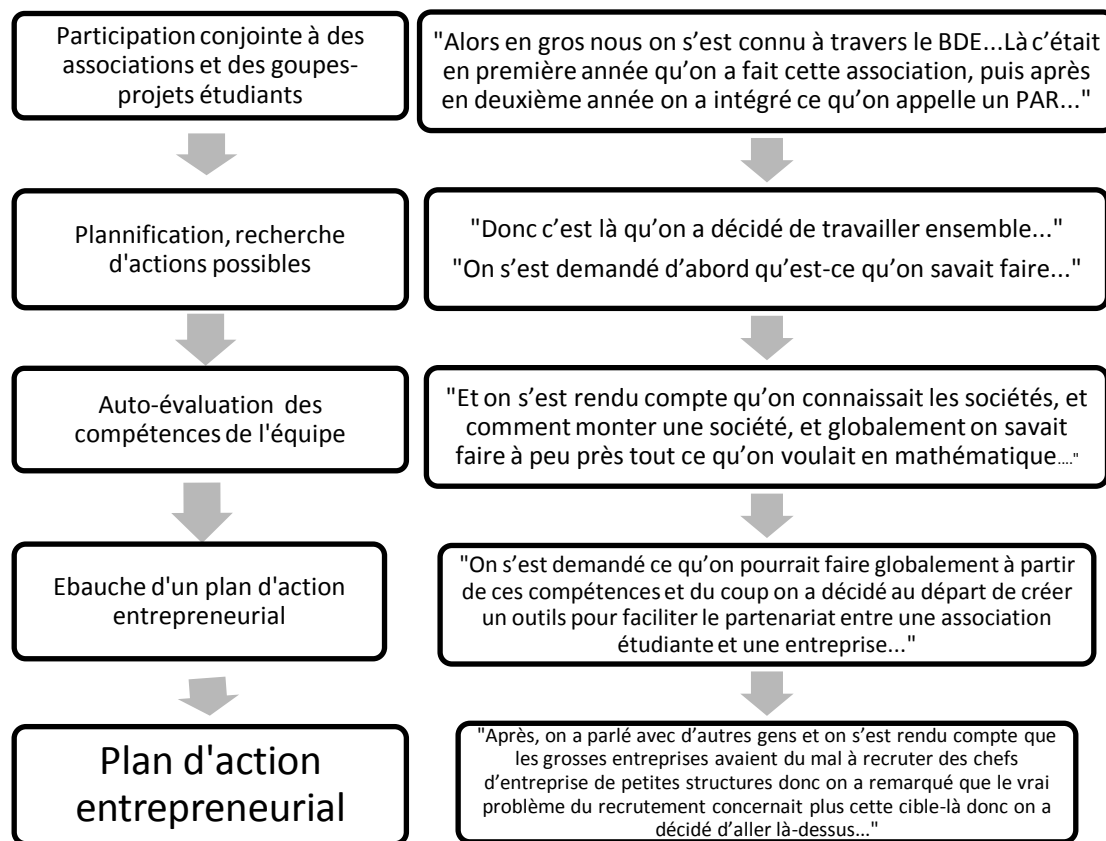 Participation conjointe à des
associations et des goupes-
projets étudiants
"Alors en gros nous on s’est connu à travers le BDE...Là c’était
en première année qu’on a fait cette association, puis après
en deuxième année on a intégré ce qu’on appelle un PAR..."
Plannification, recherche
d'actions possibles
"Donc c’est là qu’on a décidé de travailler ensemble..."
"On s’est demandé d’abord qu’est-ce qu’on savait faire..."
Auto-évaluation des
compétences de l'équipe
"Et on s’est rendu compte qu’on connaissait les sociétés, et
comment monter une société, et globalement on savait
faire à peu près tout ce qu’on voulait en mathématique...."
Ebauche d'un plan d'action
entrepreneurial
"On s’est demandé ce qu’on pourrait faire globalement à partir
de ces compétences et du coup on a décidé au départ de créer
un outils pour faciliter le partenariat entre une association
étudiante et une entreprise..."
Plan d'action
entrepreneurial
"Après, on a parlé avec d’autres gens et on s’est rendu compte que
les grosses entreprises avaient du mal à recruter des chefs
d’entreprise de petites structures donc on a remarqué que le vrai
problème du recrutement concernait plus cette cible-là donc on a
décidé d’aller là-dessus..."